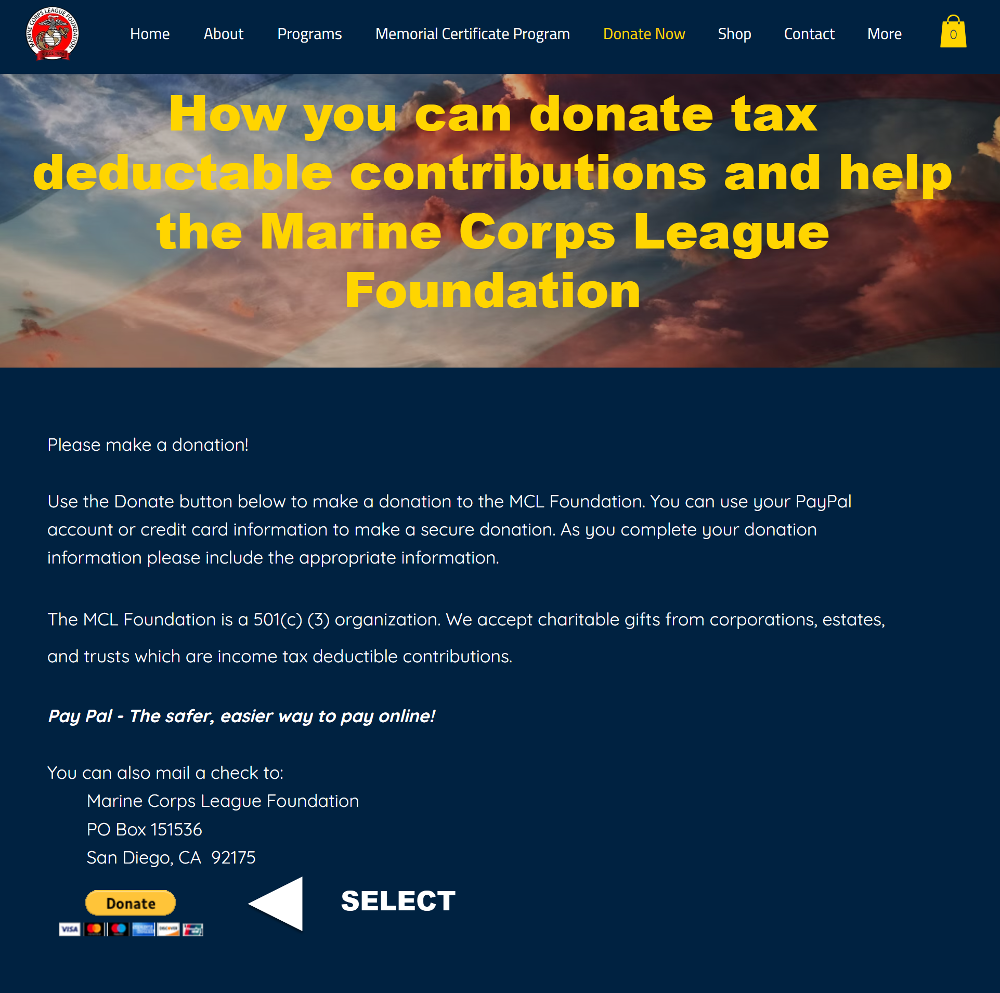 MARINE CORPS LEAGUE FOUNDATION
SINCE 1989
Home
About
Programs
Memorial Certificate Program
Donate Now
Shop
Contact
More
0
How you can donate tax
deductable contributions and help
the Marine Corps League
Foundation
Please make a donation!
Use the Donate button below to make a donation to the MCL Foundation. You can use your PayPal
account or credit card information to make a secure donation. As you complete your donation
information please include the appropriate information.
The MCL Foundation is a 501(c) (3) organization. We accept charitable gifts from corporations, estates,
and trusts which are income tax deductible contributions.
Pay Pal - The safer, easier way to pay online!
You can also mail a check to:
Marine Corps League Foundation
PO Box 151536
San Diego, CA  92175
Donate
SELECT
VISA
DISCOVER